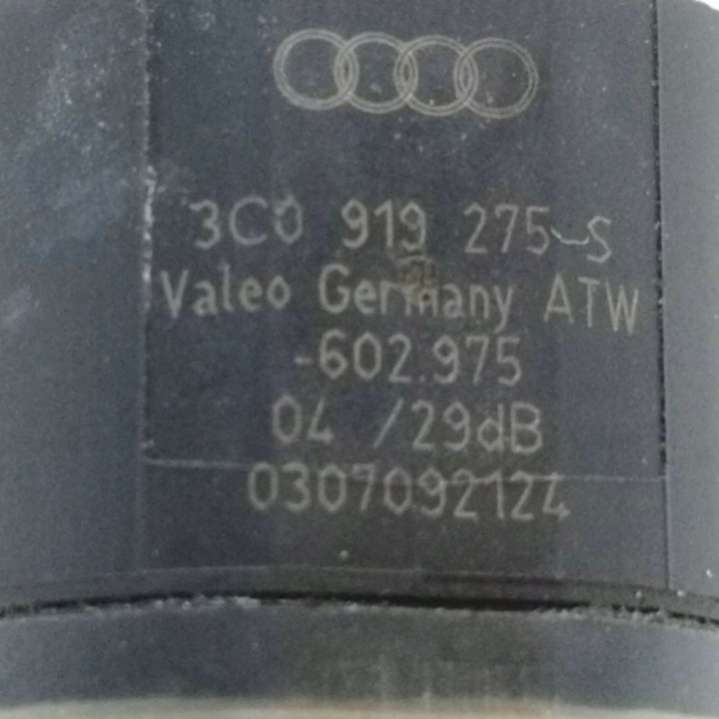 3C0 919 275-S
Valeo Germany ATW
-602.975
04 /29dB
0307092124